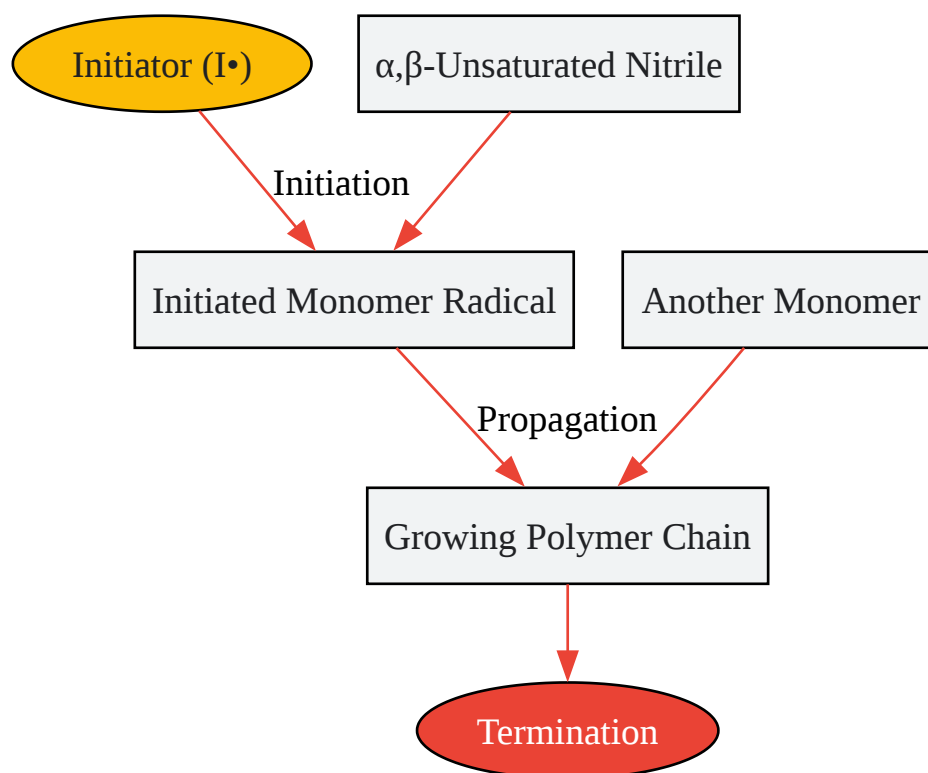 Initiator (I•)
α,β-Unsaturated Nitrile
Initiation
Initiated Monomer Radical
Another Monomer
Propagation
Growing Polymer Chain
Termination